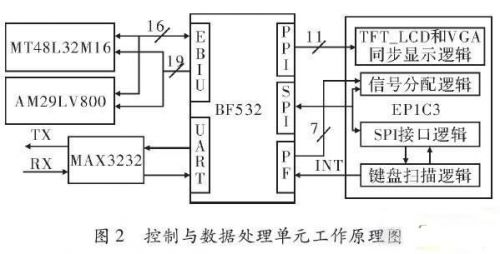 MT48L32M16
AM29LV800
TX
RX
MAX3232
16
19
EBIU
UART
BF532
PPI
SPI
PF
11
7
INT
TFT_LCD和VGA
同步显示逻辑
信号分配逻辑
EP1C3
SPI接口逻辑
键盘扫描逻辑
图2 控制与数据处理单元工作原理图